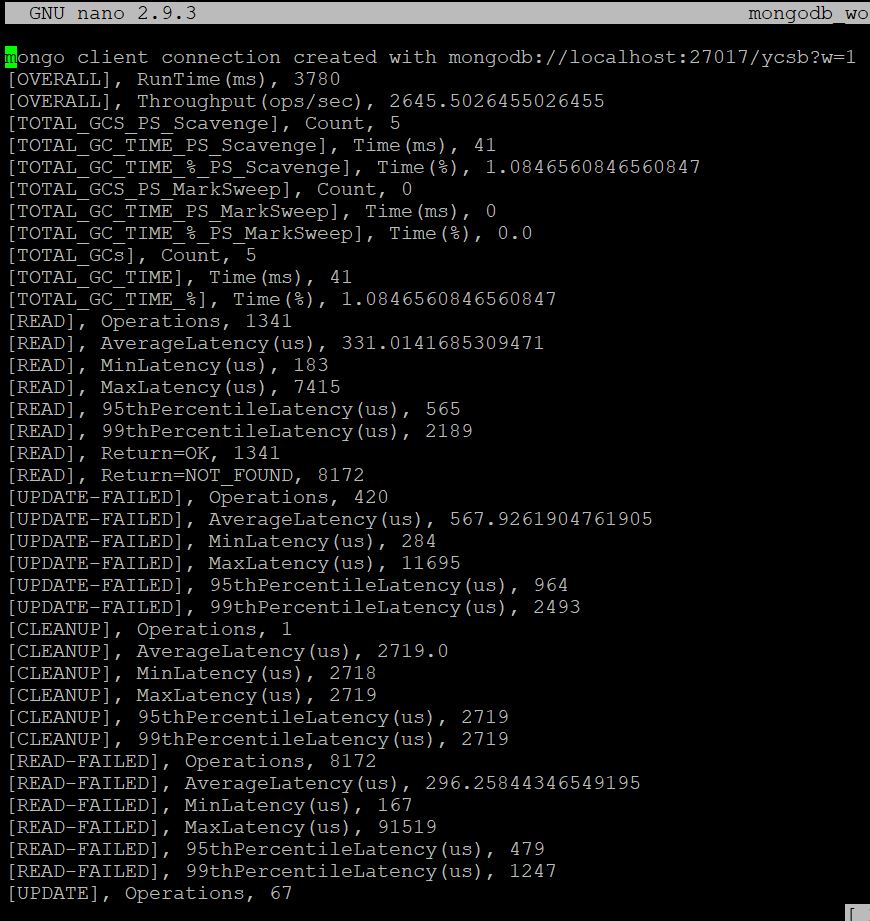 GNU nano 2.9.3 mongodb_wo
mongo client connection created with mongodb://localhost:27017/ycsb?w=1
[OVERALL], RunTime(ms), 3780
[OVERALL], Throughput(ops/sec), 2645.5026455026455
[TOTAL_GCS_PS_Scavenge], Count, 5
[TOTAL_GC_TIME_PS_Scavenge], Time(ms), 41
[TOTAL_GC_TIME_%_PS_Scavenge], Time(%), 1.0846560846560847
[TOTAL_GCS_PS_MarkSweep], Count, 0
[TOTAL_GC_TIME_PS_MarkSweep], Time(ms), 0
[TOTAL_GC_TIME_%_PS_MarkSweep], Time(%), 0.0
[TOTAL_GCs], Count, 5
[TOTAL_GC_TIME], Time(ms), 41
[TOTAL_GC_TIME_%], Time(%), 1.0846560846560847
[READ], Operations, 1341
[READ], AverageLatency(us), 331.0141685309471
[READ], MinLatency(us), 183
[READ], MaxLatency(us), 7415
[READ], 95thPercentileLatency(us), 565
[READ], 99thPercentileLatency(us), 2189
[READ], Return=OK, 1341
[READ], Return=NOT_FOUND, 8172
[UPDATE-FAILED], Operations, 420
[UPDATE-FAILED], AverageLatency(us), 567.9261904761905
[UPDATE-FAILED], MinLatency(us), 284
[UPDATE-FAILED], MaxLatency(us), 11695
[UPDATE-FAILED], 95thPercentileLatency(us), 964
[UPDATE-FAILED], 99thPercentileLatency(us), 2493
[CLEANUP], Operations, 1
[CLEANUP], AverageLatency(us), 2719.0
[CLEANUP], MinLatency(us), 2718
[CLEANUP], MaxLatency(us), 2719
[CLEANUP], 95thPercentileLatency(us), 2719
[CLEANUP], 99thPercentileLatency(us), 2719
[READ-FAILED], Operations, 8172
[READ-FAILED], AverageLatency(us), 296.25844346549195
[READ-FAILED], MinLatency(us), 167
[READ-FAILED], MaxLatency(us), 91519
[READ-FAILED], 95thPercentileLatency(us), 479
[READ-FAILED], 99thPercentileLatency(us), 1247
[UPDATE], Operations, 67
[